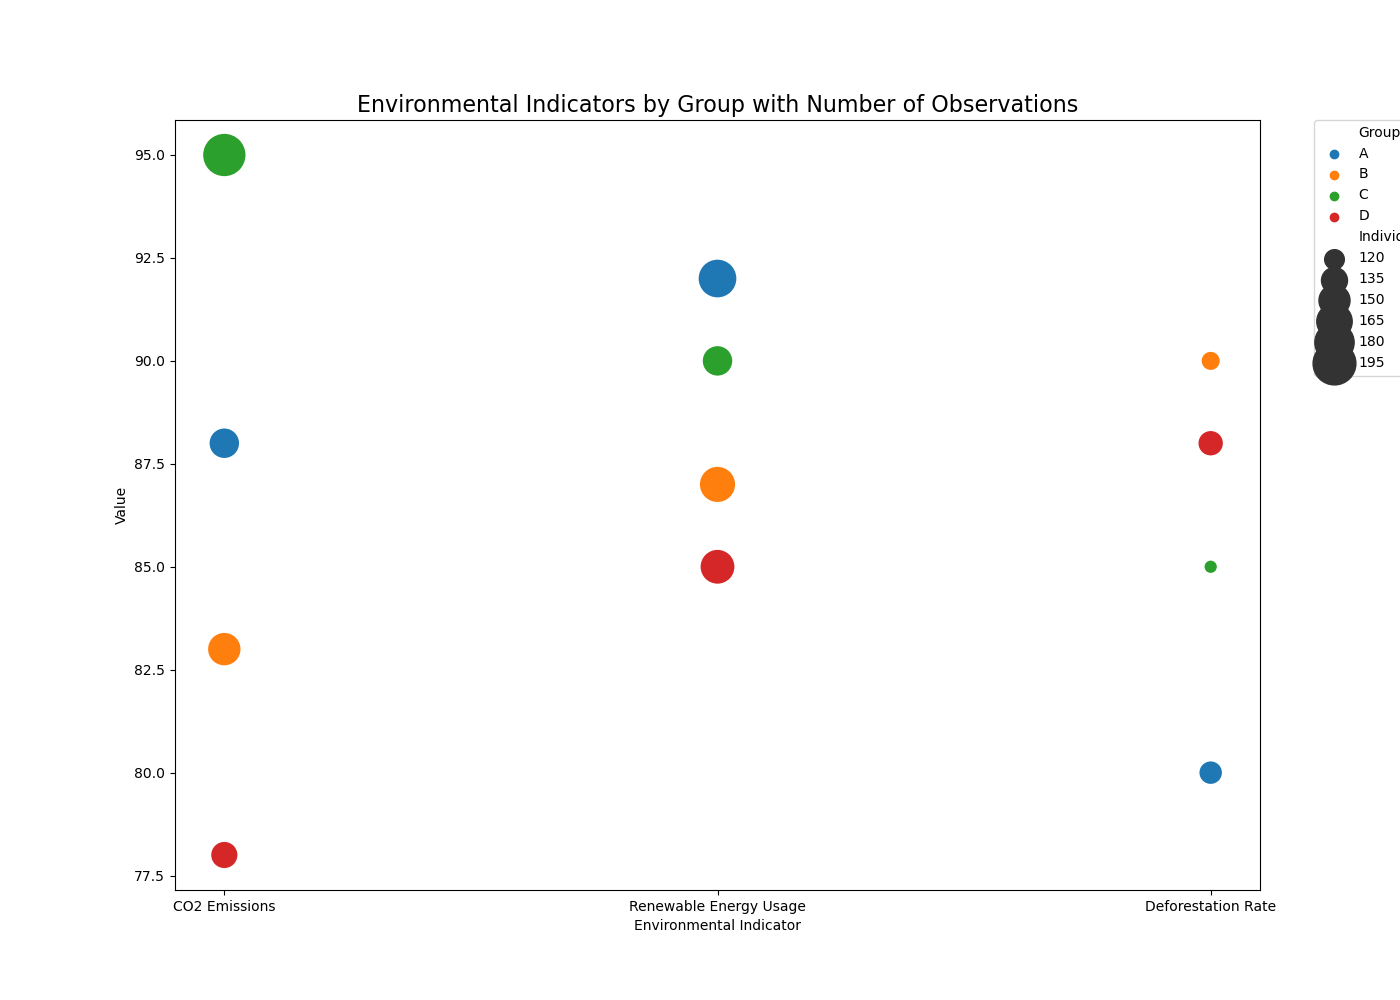 Environmental Indicators by Group with Number of Observations
95.0
92.5
90.0
87.5
85.0
82.5
80.0
77.5
Value
CO2 Emissions
Renewable Energy Usage
Deforestation Rate
Environmental Indicator
Group
A
B
C
D
120
135
150
165
180
195